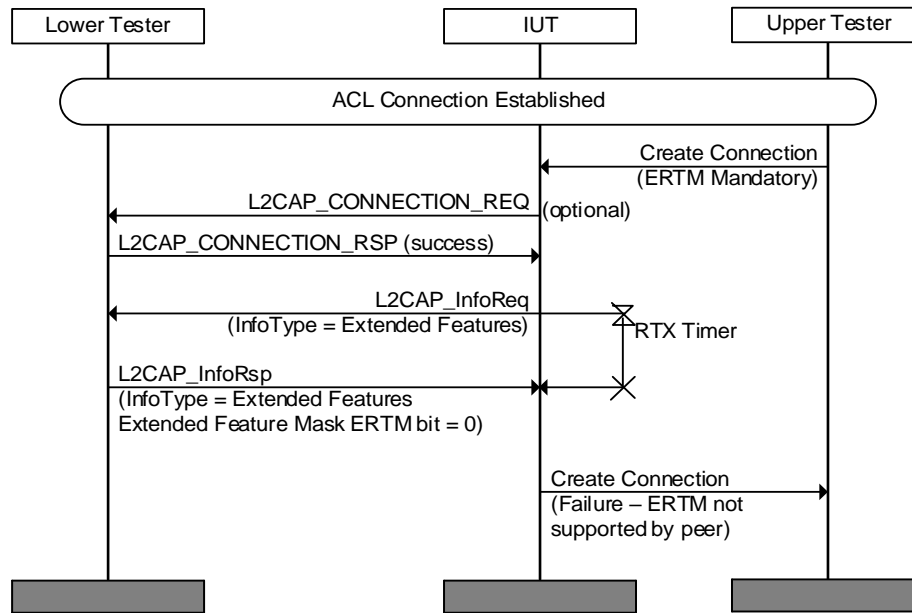 Lower Tester
IUT
Upper Tester
ACL Connection Established
Create Connection
(ERTM Mandatory)
L2CAP_CONNECTION_REQ (optional)
L2CAP_CONNECTION_RSP (success)
L2CAP_InfoReq
(InfoType = Extended Features)
RTX Timer
L2CAP_InfoRsp
(InfoType = Extended Features
Extended Feature Mask ERTM bit = 0)
Create Connection
(Failure – ERTM not
supported by peer)